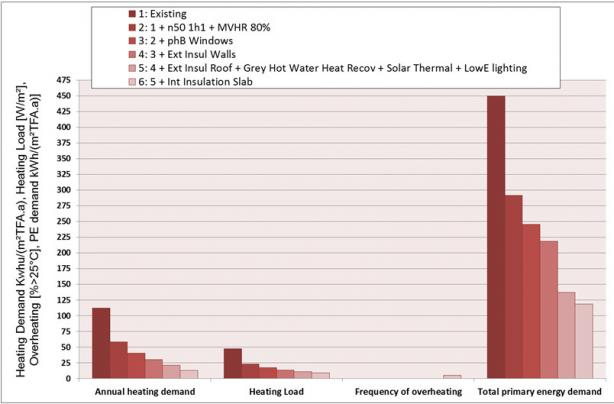 1: Existing
2: 1 + n50 1h1 + MVHR 80%
3: 2 + phB Windows
4: 3 + Ext Insul Walls
5: 4 + Ext Insul Roof + Grey Hot Water Heat Recov + Solar Thermal + LowE lighting
6: 5 + Int Insulation Slab
Heating Demand Kwhu/(m²TFA.a), Heating Load [W/m²],
Overheating [%>25°C], PE demand kWh/(m²TFA.a)]
475
450
425
400
375
350
325
300
275
250
225
200
175
150
125
100
75
50
25
0
Annual heating demand
Heating Load
Frequency of overheating
Total primary energy demand